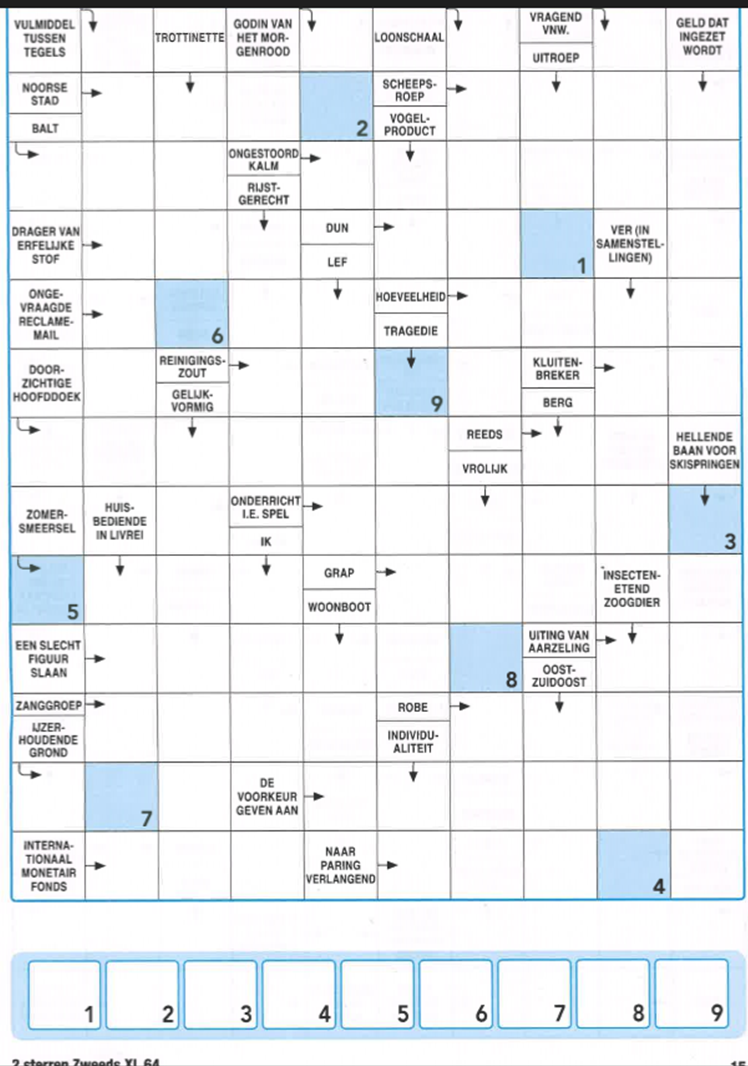 VULMIDDEL
TUSSEN
TEGELS
TROTTINETTE
GODIN VAN
HET MOR-
GENROOD
LOONSCHAAL
VRAGEND
VNW.
UITROEP
GELD DAT
INGEZET
WORDT
NOORSE
STAD
BALT
2
SCHEEPS-
ROEP
VOGEL-
PRODUCT
ONGESTOORD
KALM
RIJST-
GERECHT
DRAGER VAN
ERFELIJKE
STOF
DUN
LEF
1
VER (IN
SAMENSTEL-
LINGEN)
ONGE-
VRAAGDE
RECLAME-
MAIL
6
HOEVEELHEID
TRAGEDIE
DOOR-
ZICHTIGE
HOOFDDOEK
REINIGINGS-
ZOUT
GELIJK-
VORMIG
9
KLUITEN-
BREKER
BERG
REEDS
VROLIJK
HELLENDE
BAAN VOOR
SKISPRINGEN
ZOMER-
SMEERSEL
HUIS-
BEDIENDE
IN LIVREI
ONDERRICHT
I.E. SPEL
IK
3
5
GRAP
WOONBOOT
INSECTEN-
ETEND
ZOOGDIER
EEN SLECHT
FIGUUR
SLAAN
8
UITING VAN
AARZELING
OOST-
ZUIDOOST
ZANGGROEP
IJZER-
HOUDENDE
GROND
ROBE
INDIVIDU-
ALITEIT
7
DE
VOORKEUR
GEVEN AAN
INTERNA-
TIONAAL
MONETAIR
FONDS
NAAR
PARING
VERLANGEND
4
1 2 3 4 5 6 7 8 9
2 sterren Zweeds XL 64
15